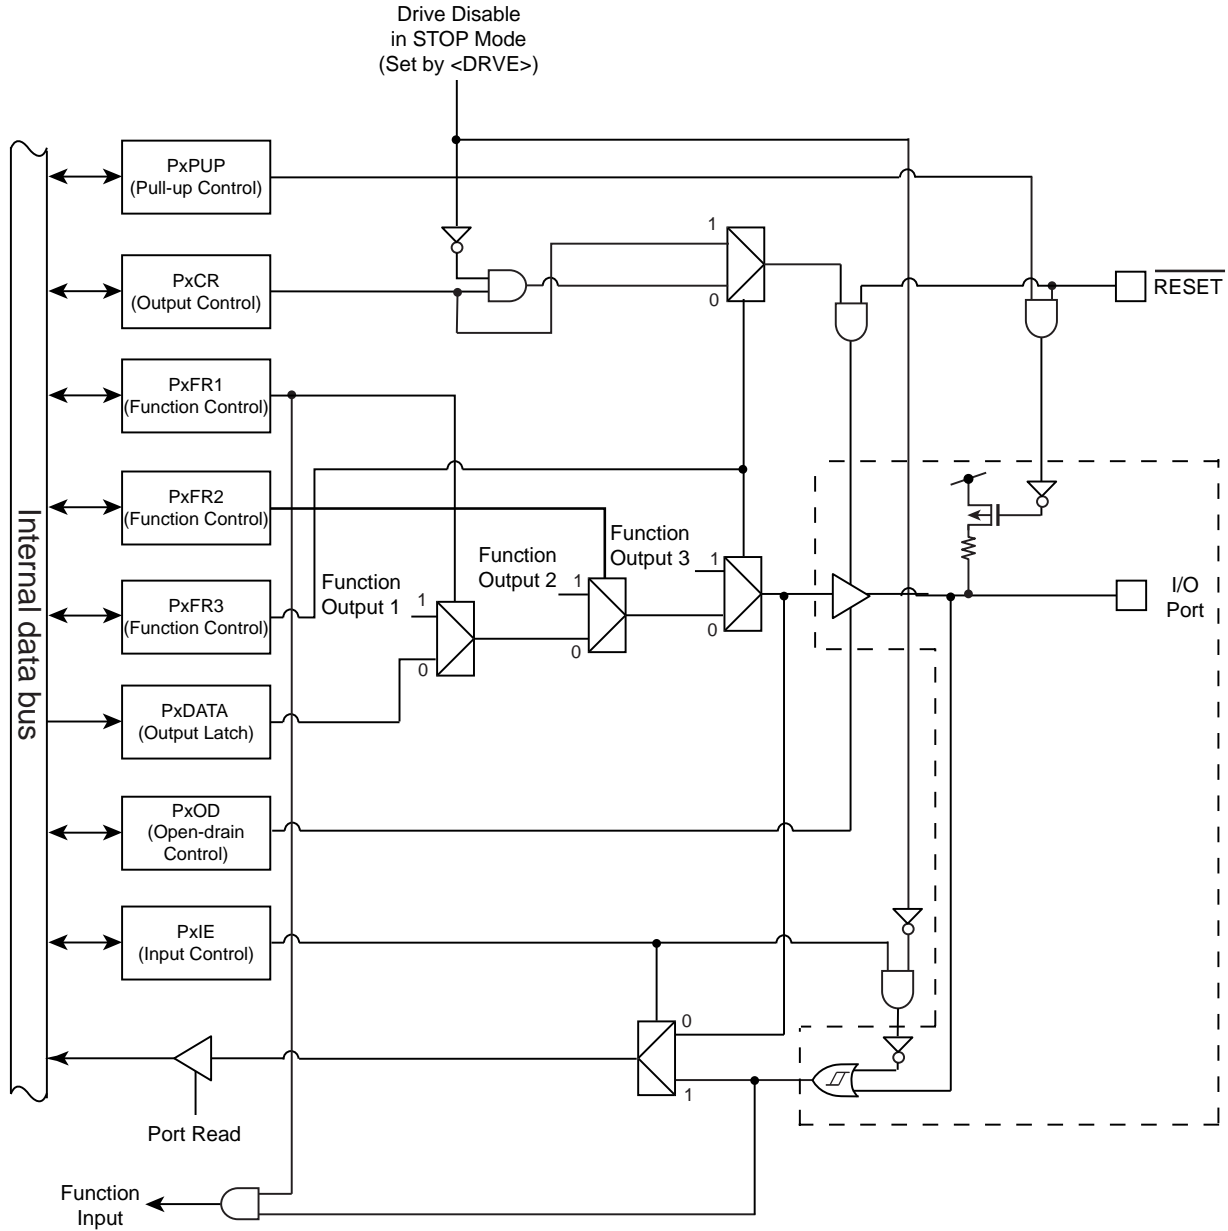 Drive Disable
in STOP Mode
(Set by <DRVE>)
PxPUP
(Pull-up Control)
1
PxCR
(Output Control)
0
RESET
PxFR1
(Function Control)
PxFR2
(Function Control)
Internal data bus
Function
Output 3
1
Function
Output 2
1
Function
Output 1
1
I/O
Port
PxFR3
(Function Control)
0
0
0
PxDATA
(Output Latch)
PxOD
(Open-drain
Control)
PxIE
(Input Control)
0
1
Port Read
Function
Input